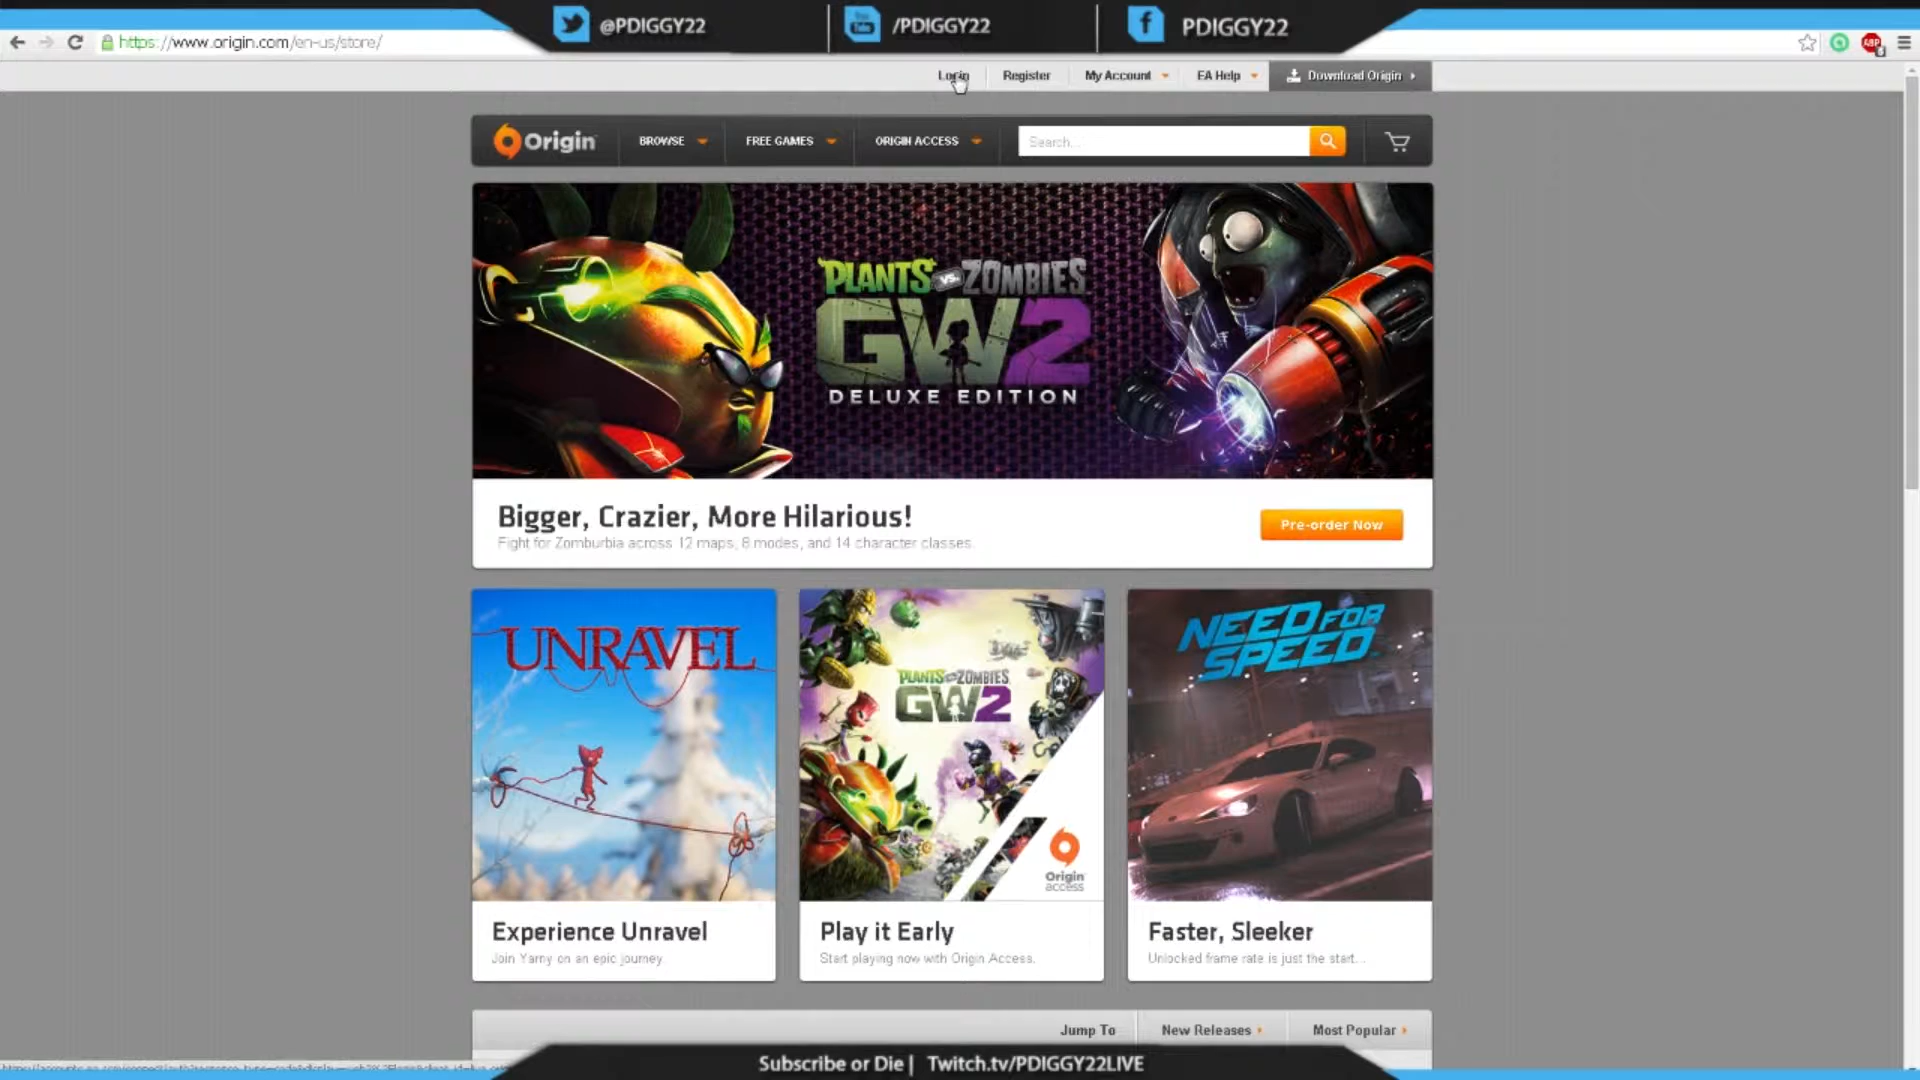 @PDIGGY22
/PDIGGY22
PDIGGY22
https://www.origin.com/en-us/store/
ABP
Login
Register
My Account
EA Help
Download Origin
Origin
BROWSE
FREE GAMES
ORIGIN ACCESS
Search...
PLANTS VS. ZOMBIES
GW2
DELUXE EDITION
Bigger, Crazier, More Hilarious!
Fight for Zomburbia across 12 maps, 8 modes, and 14 character classes.
Pre-order Now
UNRAVEL
PLANTS VS. ZOMBIES
GW2
Origin
access
NEED FOR
SPEED
Experience Unravel
Join Yarny on an epic journey.
Play it Early
Start playing now with Origin Access.
Faster, Sleeker
Unlocked frame rate is just the start...
Jump To
New Releases
Most Popular
Subscribe or Die | Twitch.tv/PDIGGY22LIVE